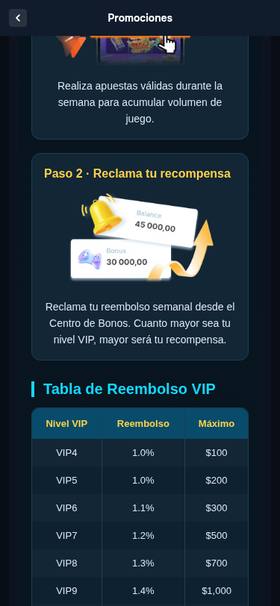 Promociones
Realiza apuestas válidas durante la
semana para acumular volumen de
juego.
Paso 2 · Reclama tu recompensa
Balance
45 000,00
Bonus
30 000,00
Reclama tu reembolso semanal desde el
Centro de Bonos. Cuanto mayor sea tu
nivel VIP, mayor será tu recompensa.
Tabla de Reembolso VIP
Nivel VIP Reembolso Máximo
VIP4 1.0% $100
VIP5 1.0% $200
VIP6 1.1% $300
VIP7 1.2% $500
VIP8 1.3% $700
VIP9 1.4% $1,000